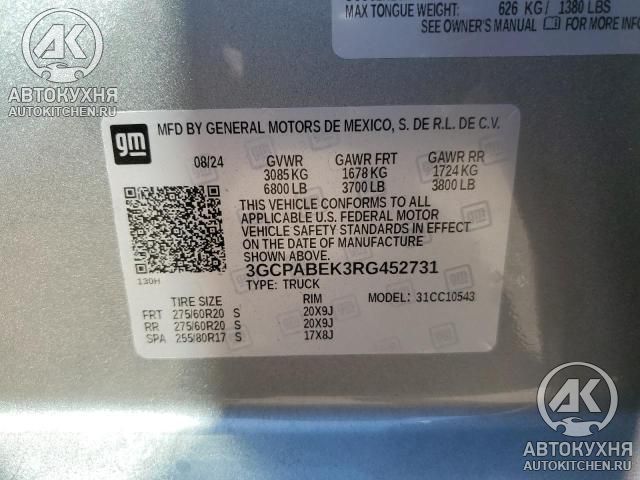 MAX TONGUE WEIGHT: 626 KG/ 1380 LBS
SEE OWNER'S MANUAL FOR MORE INFO
АВТОКУХНЯ
AUTOKITCHEN.RU
gm
MFD BY GENERAL MOTORS DE MEXICO, S. DE R.L. DE C.V.
08/24 GVWR GAWR FRT GAWR RR
3085 KG 1678 KG 1724 KG
6800 LB 3700 LB 3800 LB
THIS VEHICLE CONFORMS TO ALL
APPLICABLE U.S. FEDERAL MOTOR
VEHICLE SAFETY STANDARDS IN EFFECT
ON THE DATE OF MANUFACTURE
SHOWN ABOVE.
3GCPABEK3RG452731
130H
TYPE: TRUCK
TIRE SIZE RIM MODEL: 31CC10543
FRT 275/60R20 S 20X9J
RR 275/60R20 S 20X9J
SPA 255/80R17 S 17X8J
АК
АВТОКУХНЯ
AUTOKITCHEN.RU